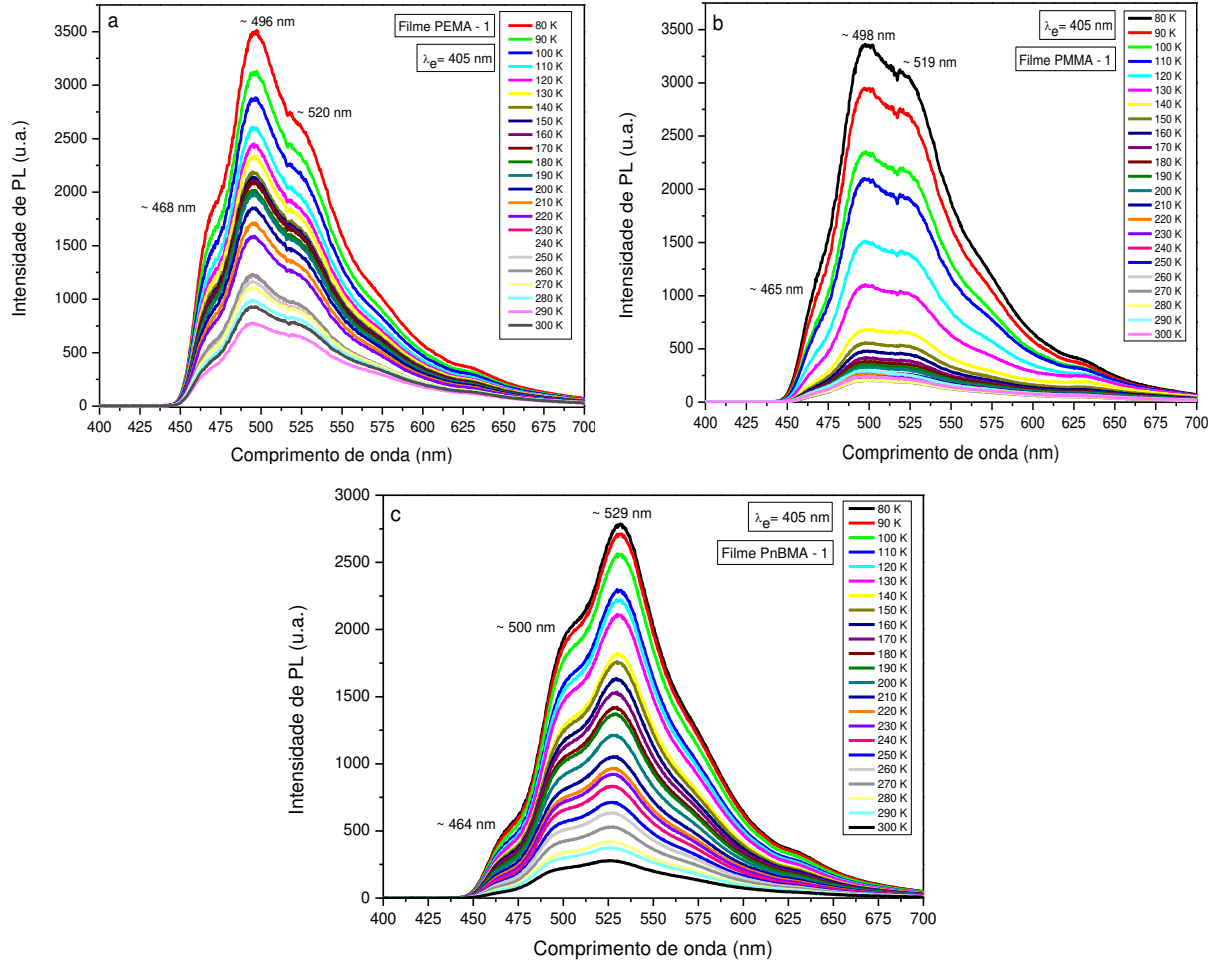 a
Filme PEMA - 1
λe= 405 nm
~ 496 nm
~ 520 nm
~ 468 nm
80 K
90 K
100 K
110 K
120 K
130 K
140 K
150 K
160 K
170 K
180 K
190 K
200 K
210 K
220 K
230 K
240 K
250 K
260 K
270 K
280 K
290 K
300 K
3500
3000
2500
2000
1500
1000
500
0
400 425 450 475 500 525 550 575 600 625 650 675 700
Intensidade de PL (u.a.)
Comprimento de onda (nm)
b
λe= 405 nm
Filme PMMA - 1
~ 498 nm
~ 519 nm
~ 465 nm
80 K
90 K
100 K
110 K
120 K
130 K
140 K
150 K
160 K
170 K
180 K
190 K
200 K
210 K
220 K
230 K
240 K
250 K
260 K
270 K
280 K
290 K
300 K
3500
3000
2500
2000
1500
1000
500
0
400 425 450 475 500 525 550 575 600 625 650 675 700
Intensidade de PL (u.a.)
Comprimento de onda (nm)
c
λe= 405 nm
Filme PnBMA - 1
~ 529 nm
~ 500 nm
~ 464 nm
80 K
90 K
100 K
110 K
120 K
130 K
140 K
150 K
160 K
170 K
180 K
190 K
200 K
210 K
220 K
230 K
240 K
250 K
260 K
270 K
280 K
290 K
300 K
3000
2500
2000
1500
1000
500
0
400 425 450 475 500 525 550 575 600 625 650 675 700
Intensidade de PL (u.a.)
Comprimento de onda (nm)